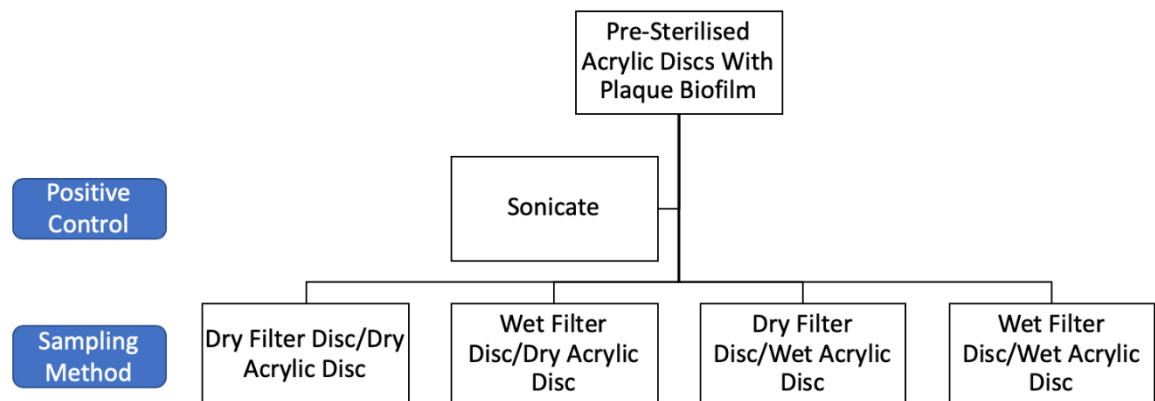 Pre-Sterilised
Acrylic Discs With
Plaque Biofilm
Positive
Control
Sonicate
Sampling
Method
Dry Filter Disc/Dry
Acrylic Disc
Wet Filter
Disc/Dry Acrylic
Disc
Dry Filter
Disc/Wet Acrylic
Disc
Wet Filter
Disc/Wet Acrylic
Disc